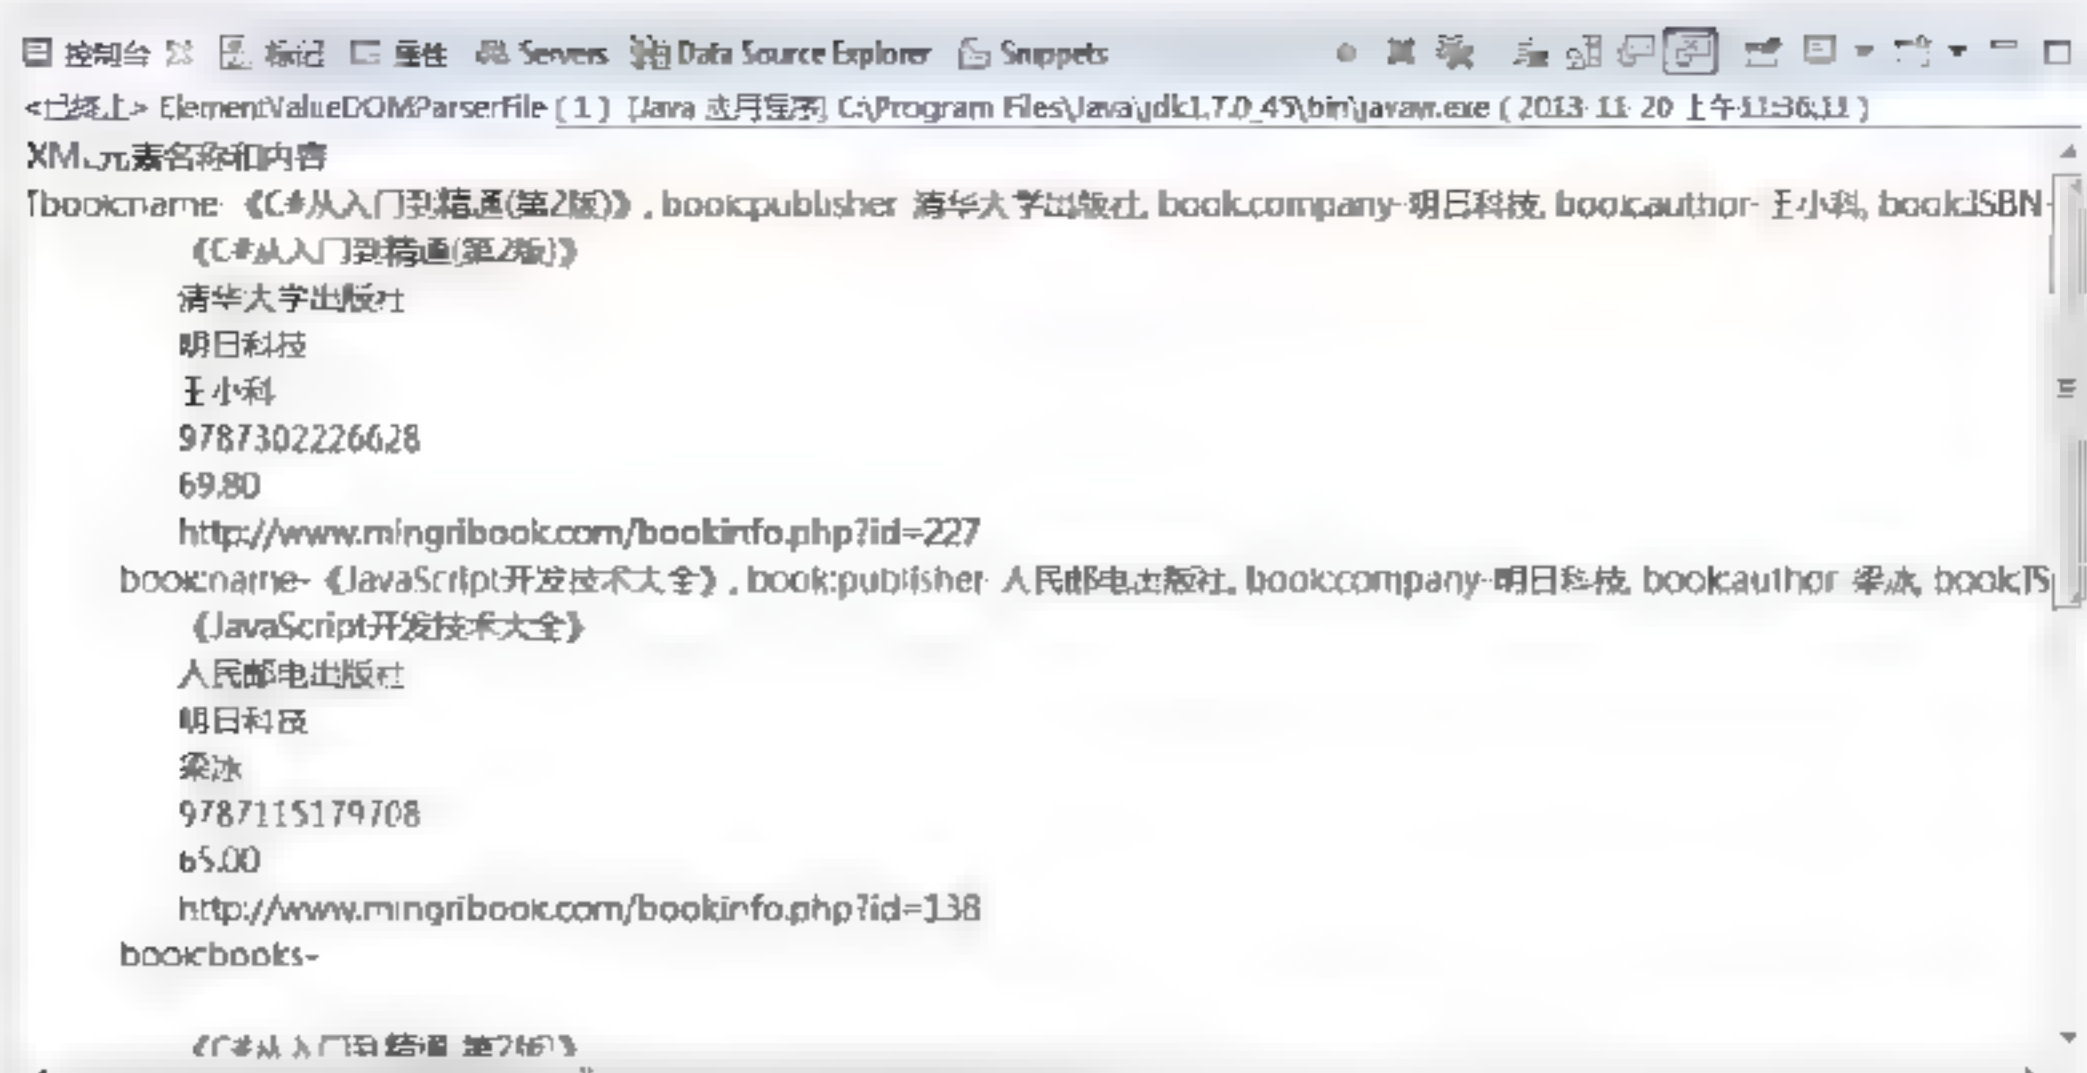 控制台 标记 属性 Servers Data Source Explorer Snippets
<已终止> ElementValueDOMParserFile (1) [Java 应用程序] C:\Program Files\Java\jdk1.7.0_45\bin\javaw.exe ( 2013-11-20 上午11:36:11 )
XML元素名称和内容
[book:name=《C#从入门到精通(第2版)》, book:publisher=清华大学出版社, book:company=明日科技, book:author=王小科, book:ISBN=
《C#从入门到精通(第2版)》
清华大学出版社
明日科技
王小科
9787302226628
69.80
http://www.mingribook.com/bookinfo.php?id=227
book:name=《JavaScript开发技术大全》, book:publisher=人民邮电出版社, book:company=明日科技, book:author=梁冰, book:IS
《JavaScript开发技术大全》
人民邮电出版社
明日科技
梁冰
9787115179708
65.00
http://www.mingribook.com/bookinfo.php?id=138
book:books=
《C#从入门到精通(第2版)》